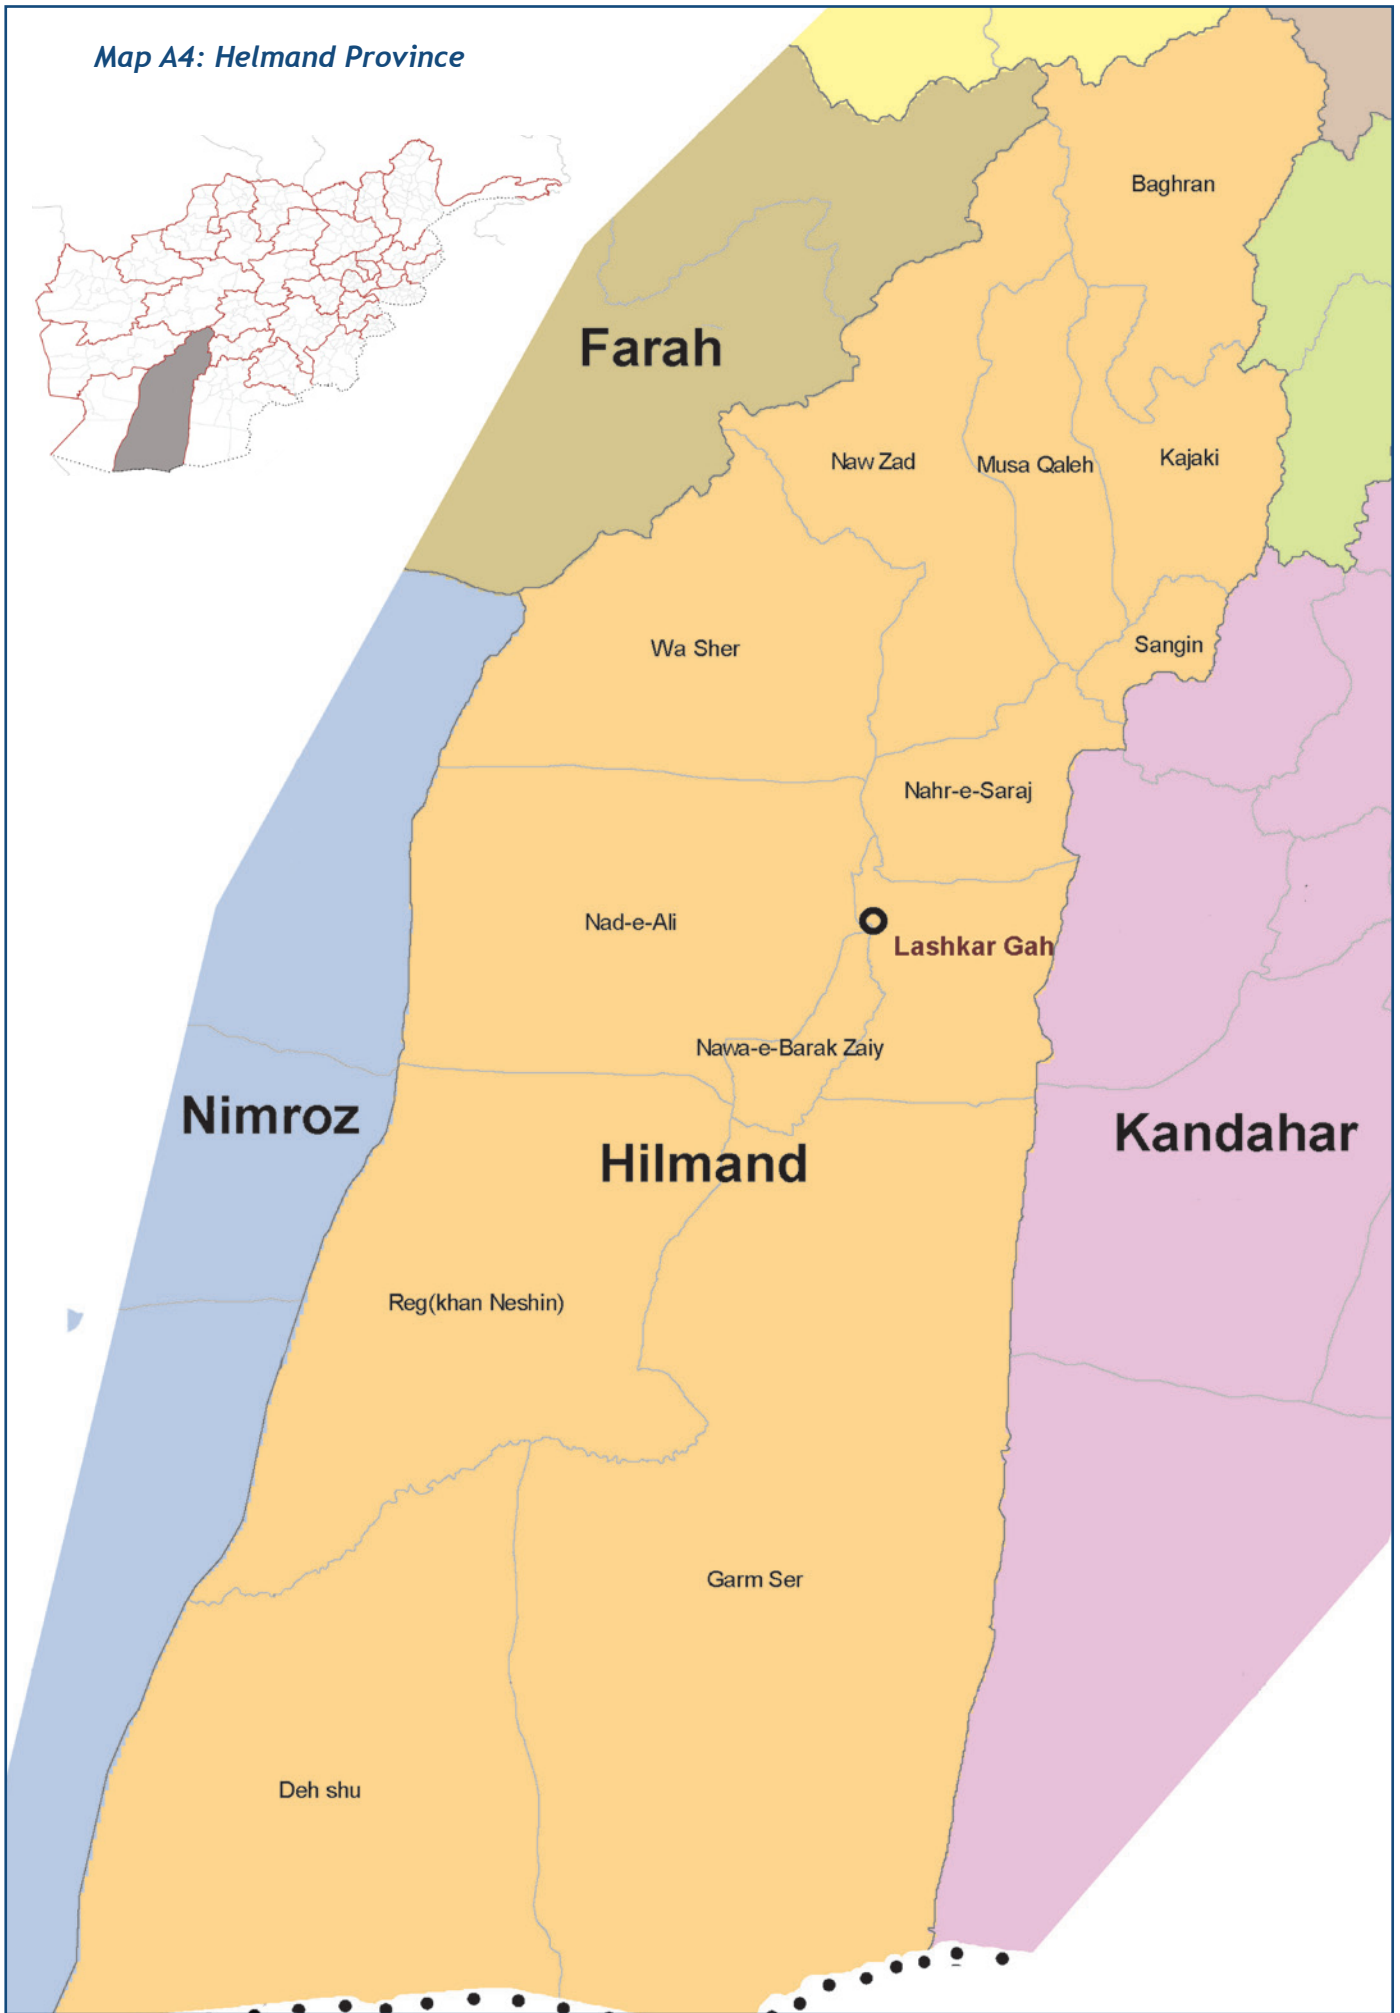 Map A4: Helmand Province
Baghran
Farah
Naw Zad
Musa Qaleh
Kajaki
Wa Sher
Sangin
Nahr-e-Saraj
Nad-e-Ali
Lashkar Gah
Nawa-e-Barak Zaiy
Nimroz
Kandahar
Hilmand
Reg(khan Neshin)
Garm Ser
Deh shu